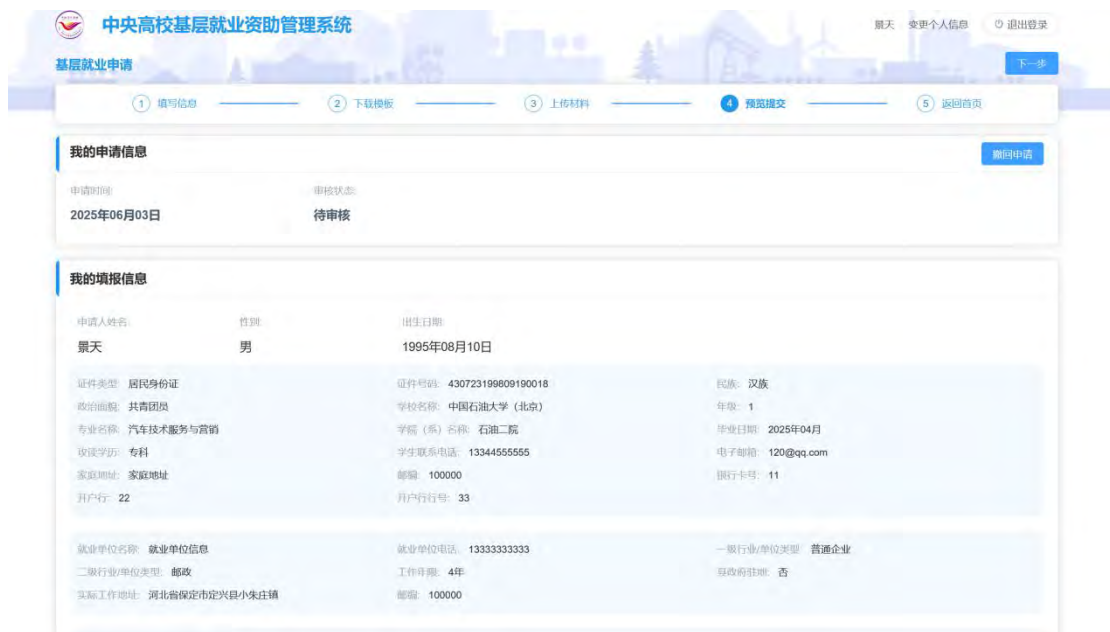 中央高校基层就业资助管理系统
景天 变更个人信息 退出登录
基层就业申请 下一步
1 填写信息 2 下载模板 3 上传材料 4 预览提交 5 返回首页
我的申请信息 撤回申请
申请时间: 审核状态:
2025年06月03日 待审核
我的填报信息
申请人姓名: 性别: 出生日期:
景天 男 1995年08月10日
证件类型: 居民身份证 证件号码: 430723199809190018 民族: 汉族
政治面貌: 共青团员 学校名称: 中国石油大学（北京） 年级: 1
专业名称: 汽车技术服务与营销 学院（系）名称: 石油二院 毕业日期: 2025年04月
攻读学历: 专科 学生联系电话: 13344555555 电子邮箱: 120@qq.com
家庭地址: 家庭地址 邮编: 100000 银行卡号: 11
开户行: 22 开户行行号: 33
就业单位名称: 就业单位信息 就业单位电话: 13333333333 一级行业/单位类型: 普通企业
二级行业/单位类型: 邮政 工作年限: 4年 县政府驻地: 否
实际工作地址: 河北省保定市定兴县小朱庄镇 邮编: 100000